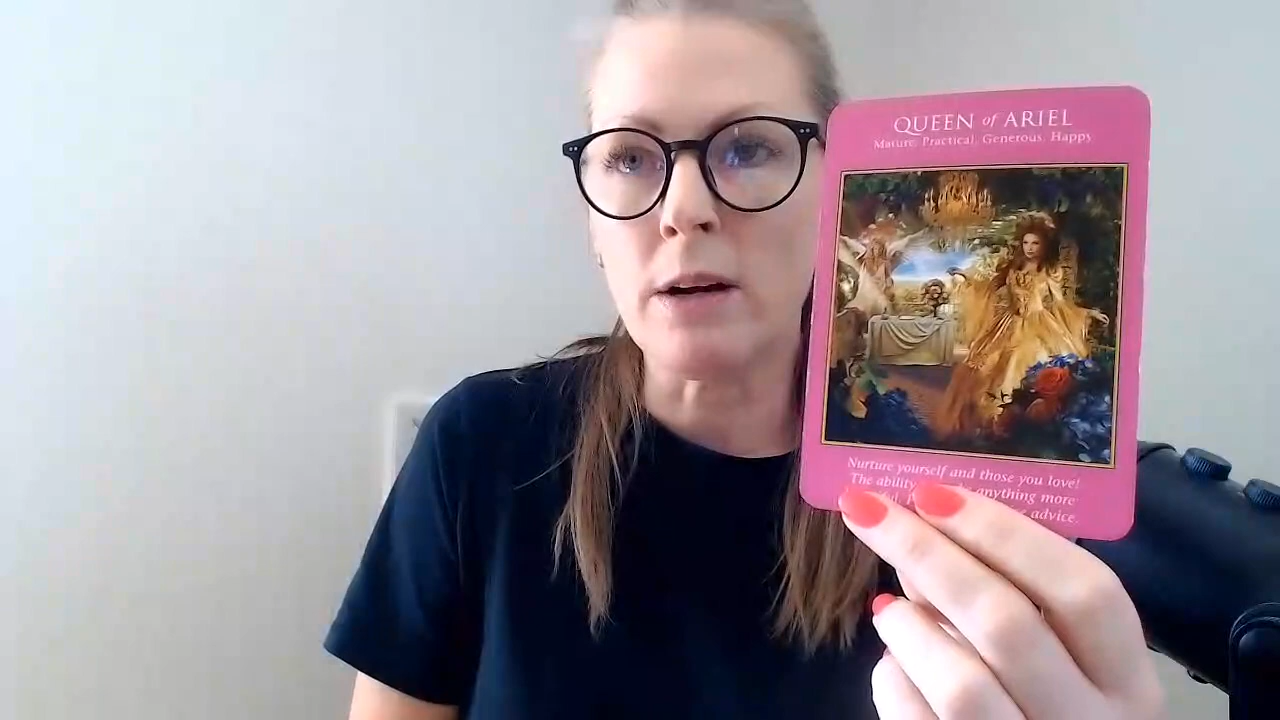 QUEEN of ARIEL
Mature, Practical, Generous, Happy
Nurture yourself and those you love!
The ability anything more
advice.